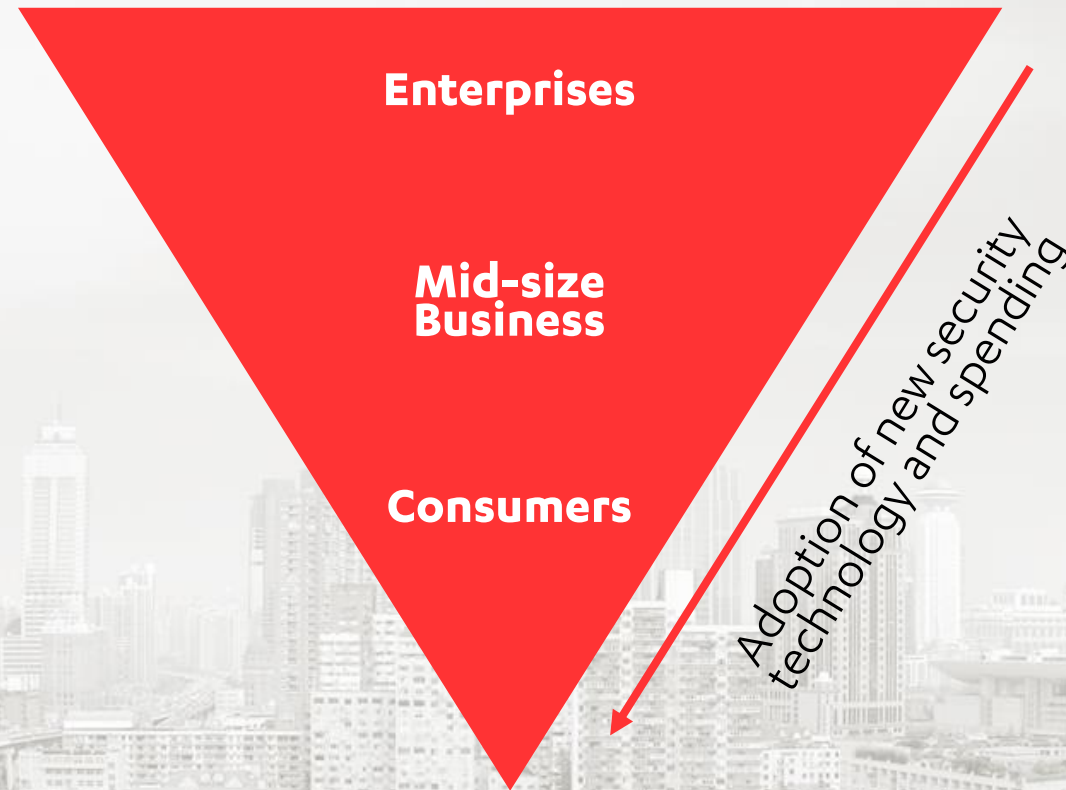 Enterprises
Mid-size
Business
Consumers
Adoption of new security
technology and spending